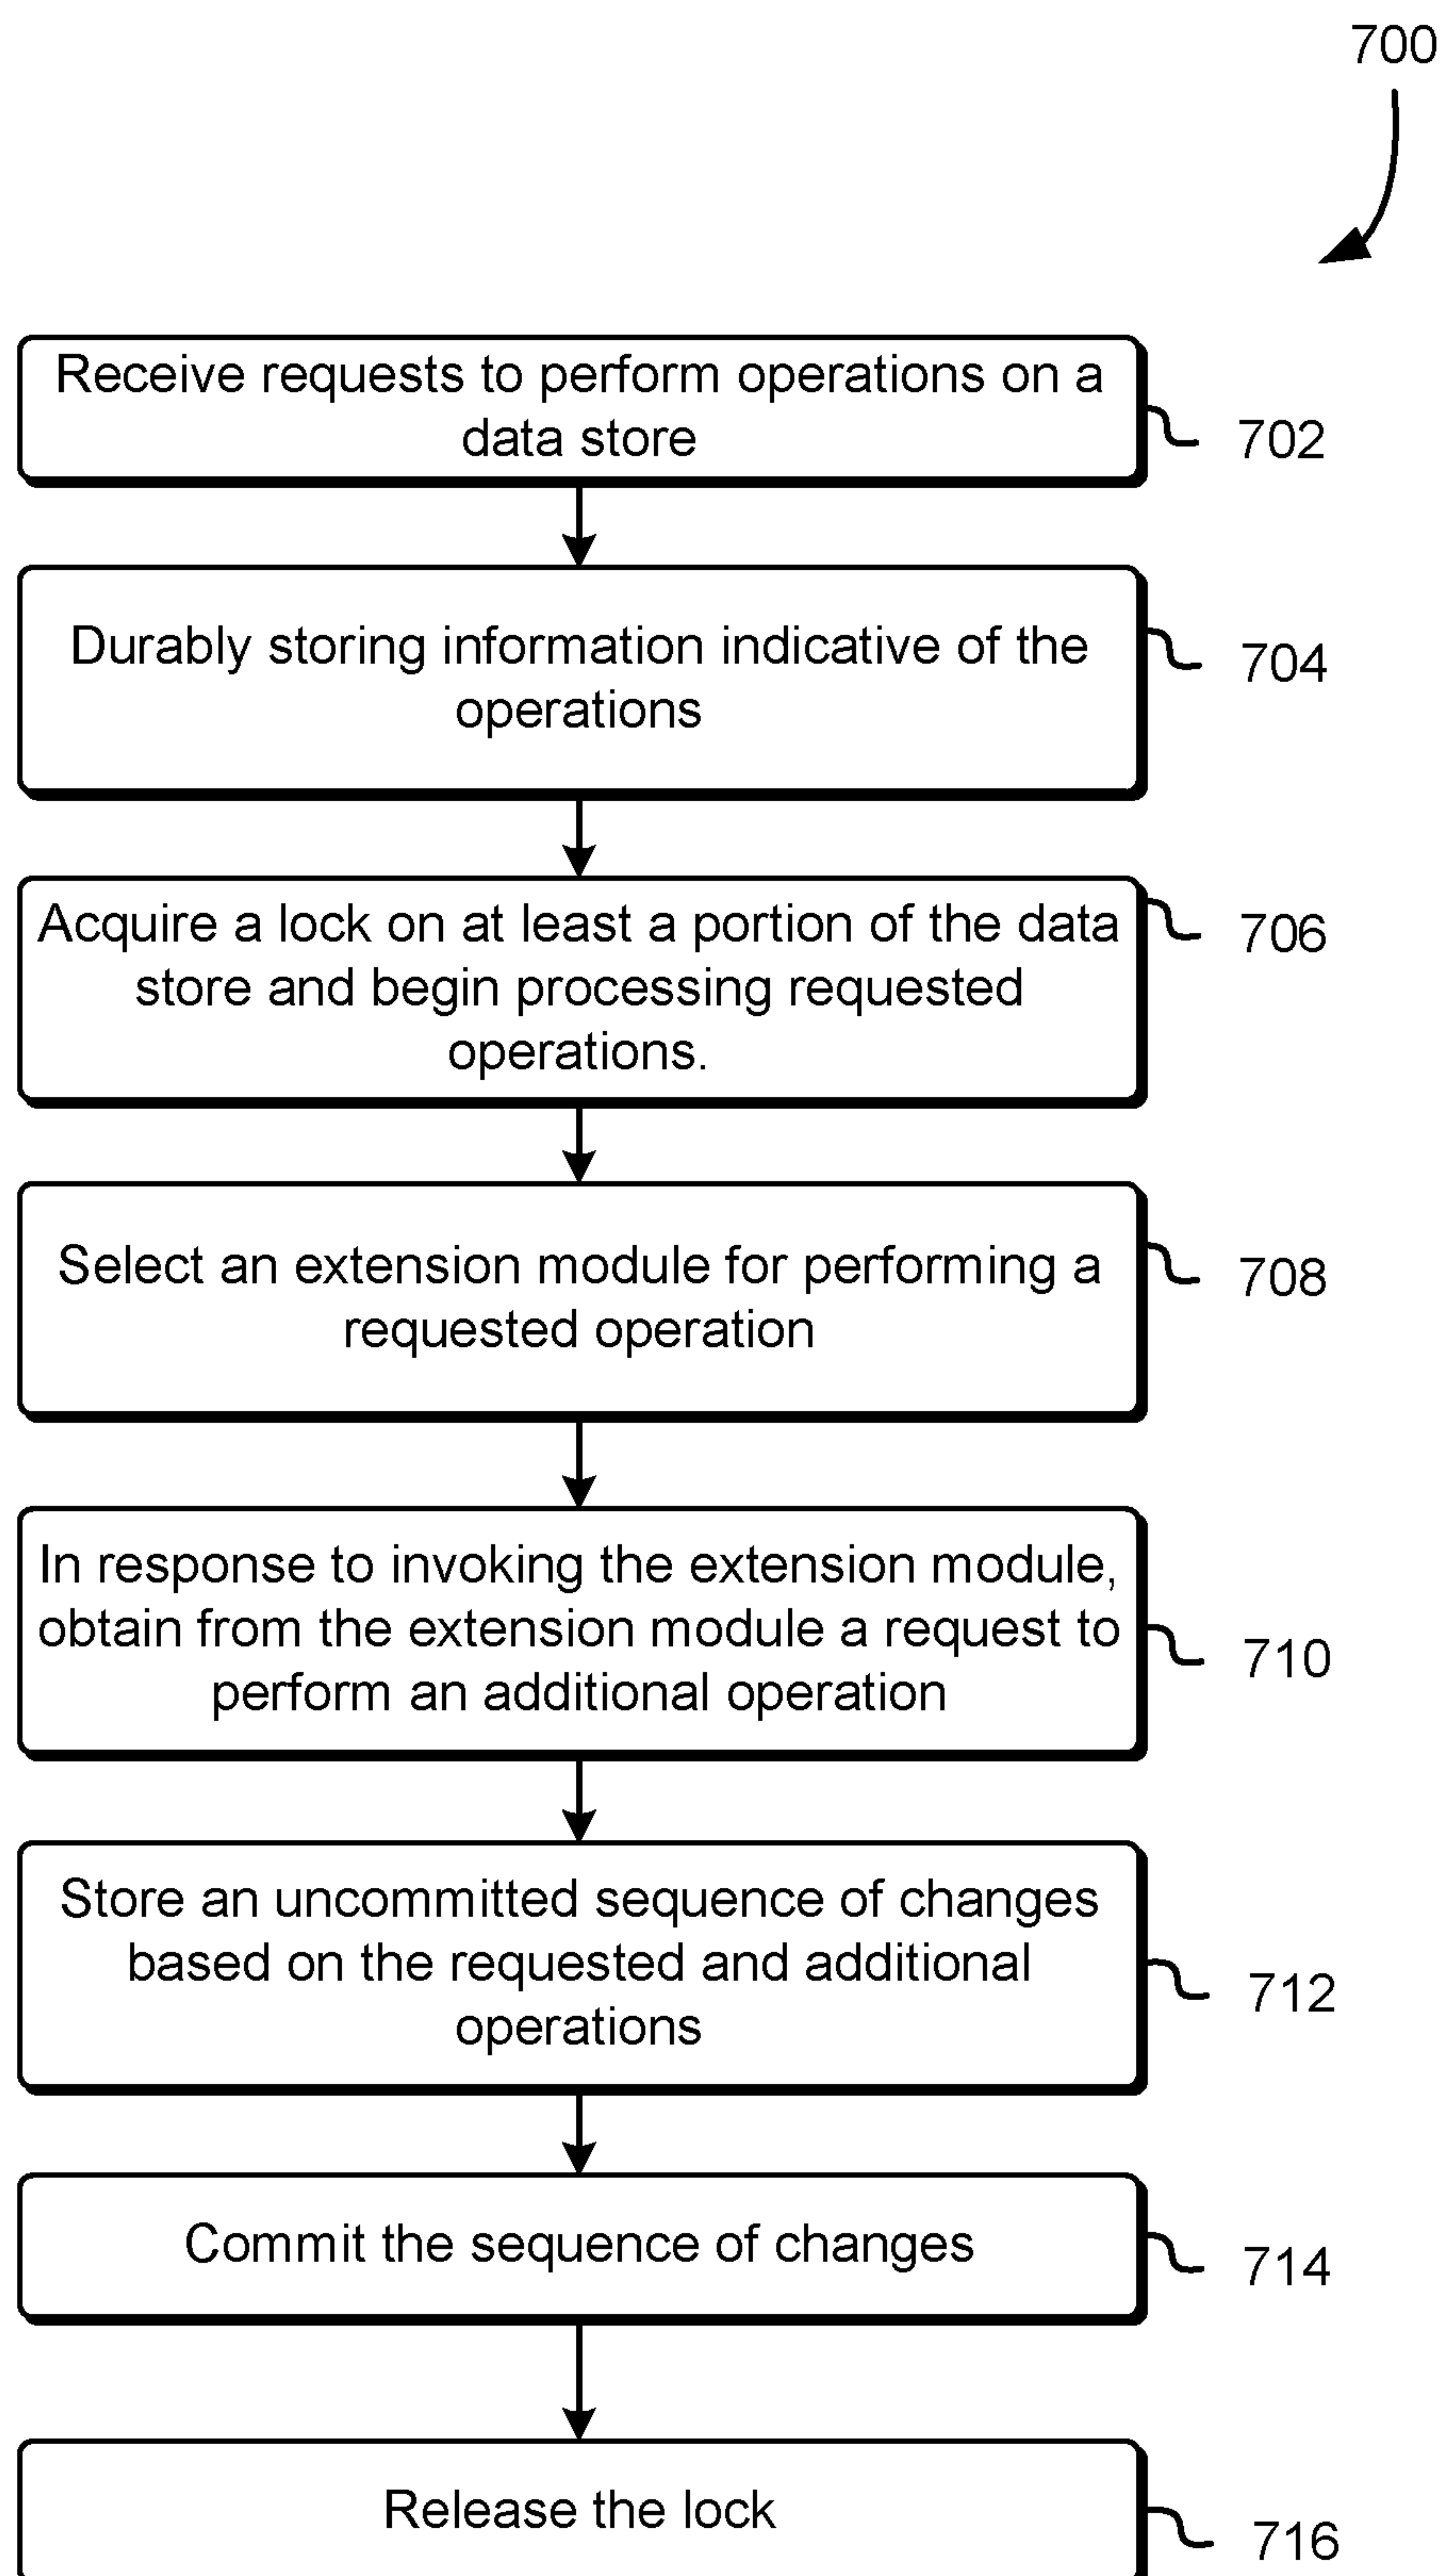 700
Receive requests to perform operations on a
data store
702
Durably storing information indicative of the
operations
704
Acquire a lock on at least a portion of the data
store and begin processing requested
operations.
706
Select an extension module for performing a
requested operation
708
In response to invoking the extension module,
obtain from the extension module a request to
perform an additional operation
710
Store an uncommitted sequence of changes
based on the requested and additional
operations
712
Commit the sequence of changes
714
Release the lock
716